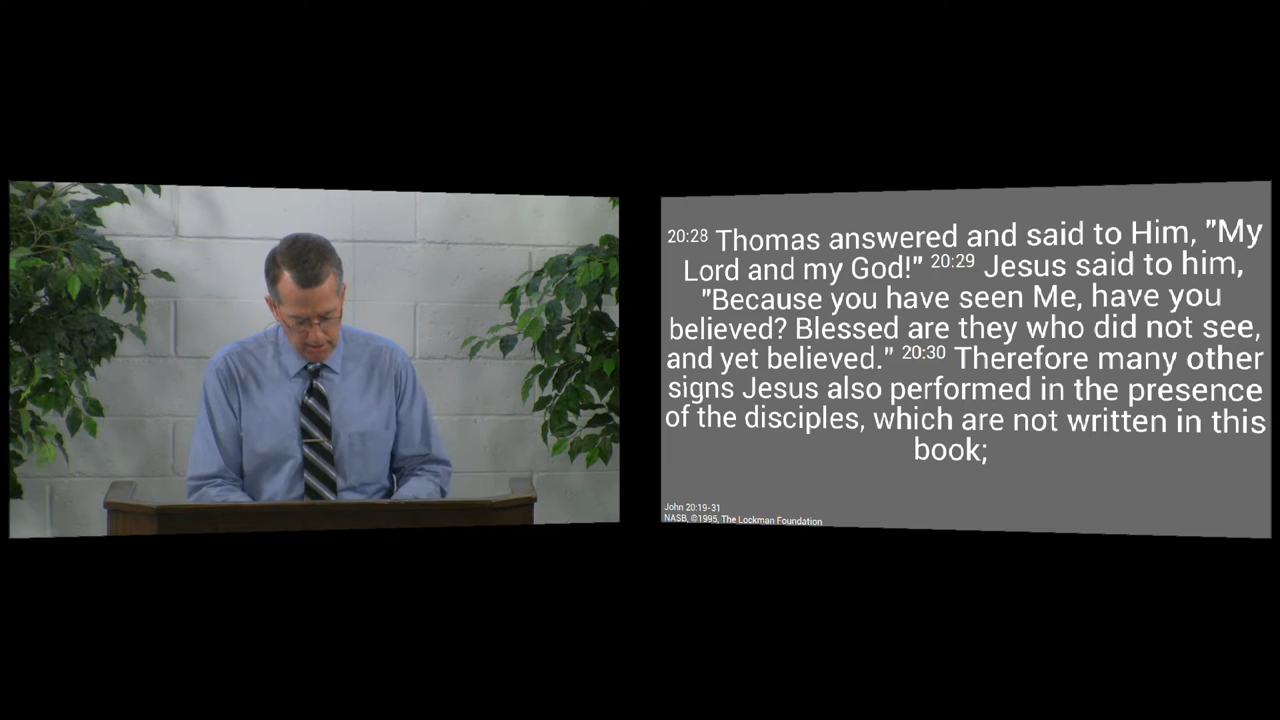 20:28 Thomas answered and said to Him, "My
Lord and my God!" 20:29 Jesus said to him,
"Because you have seen Me, have you
believed? Blessed are they who did not see,
and yet believed." 20:30 Therefore many other
signs Jesus also performed in the presence
of the disciples, which are not written in this
book;
John 20:19-31
NASB, ©1995, The Lockman Foundation